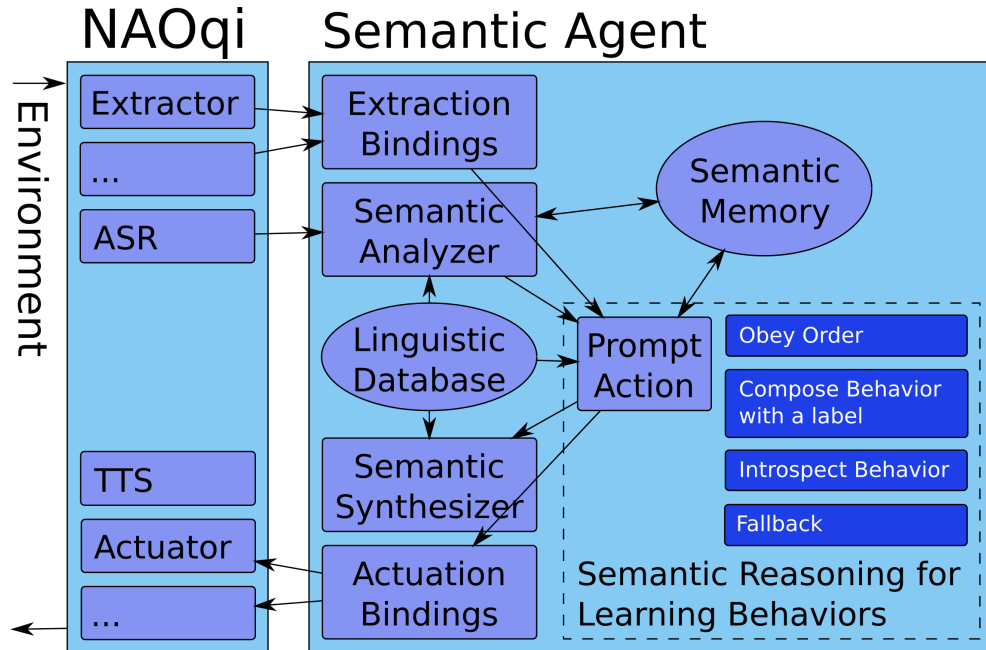 NAOqi
Semantic Agent
Environment
Extractor
...
ASR
TTS
Actuator
...
Extraction
Bindings
Semantic
Analyzer
Linguistic
Database
Semantic
Synthesizer
Actuation
Bindings
Semantic
Memory
Prompt
Action
Obey Order
Compose Behavior
with a label
Introspect Behavior
Fallback
Semantic Reasoning for
Learning Behaviors